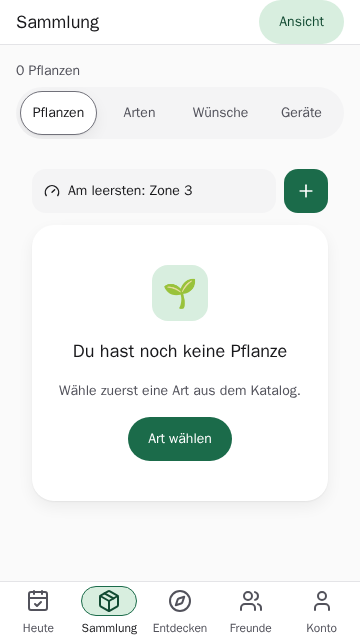 Sammlung
Ansicht
0 Pflanzen
Pflanzen
Arten
Wünsche
Geräte
Am leersten: Zone 3
Du hast noch keine Pflanze
Wähle zuerst eine Art aus dem Katalog.
Art wählen
Heute
Sammlung
Entdecken
Freunde
Konto